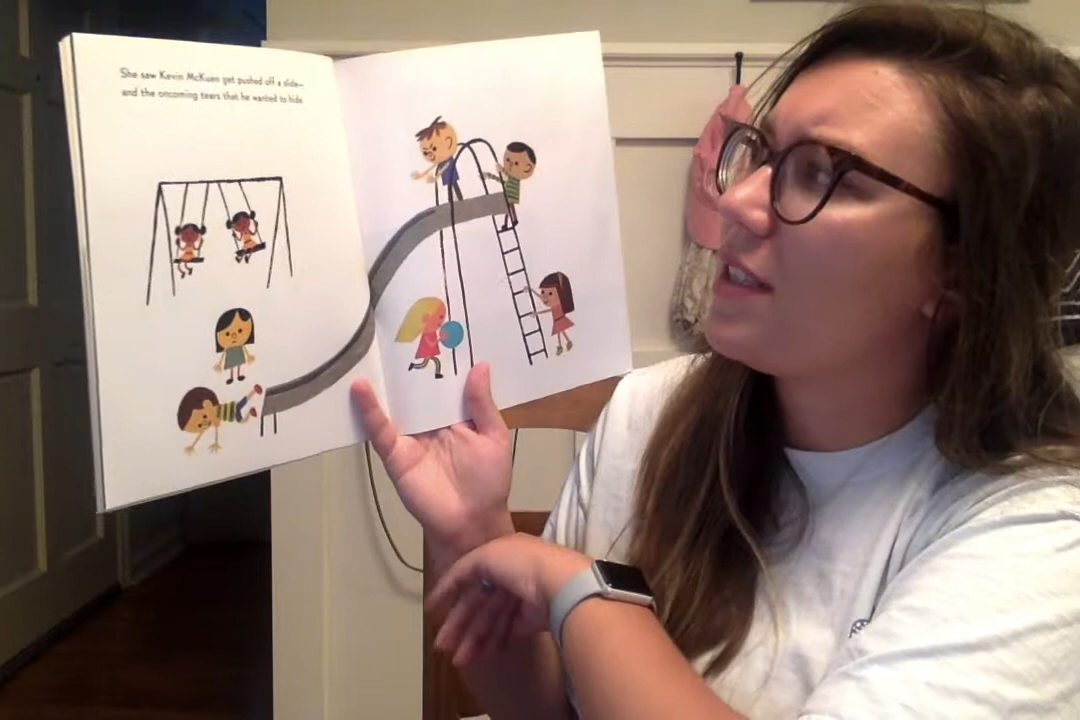 She saw Kevin McKuen get pushed off a slide—
and the oncoming tears that he wanted to hide